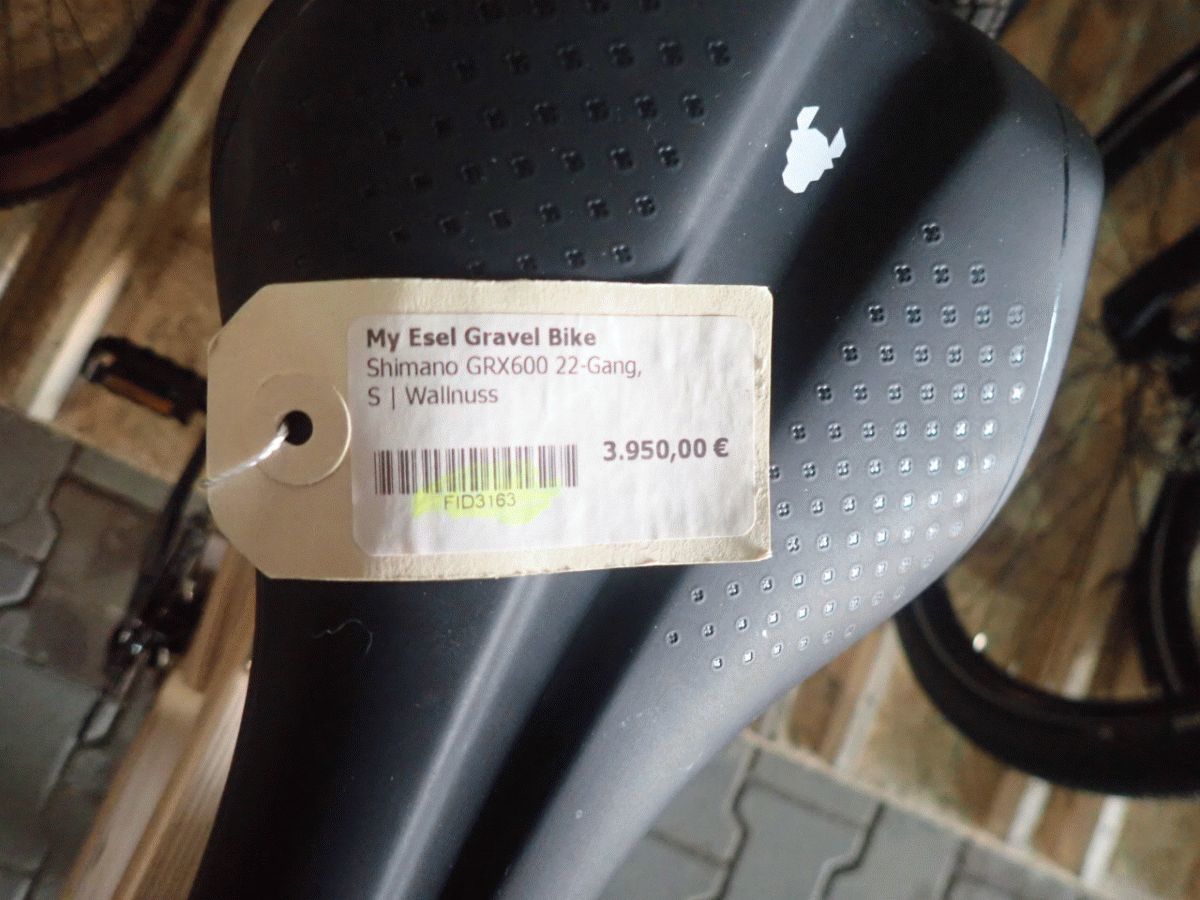 My Esel Gravel Bike
Shimano GRX600 22-Gang,
S | Wallnuss
3.950,00 €
FID3163